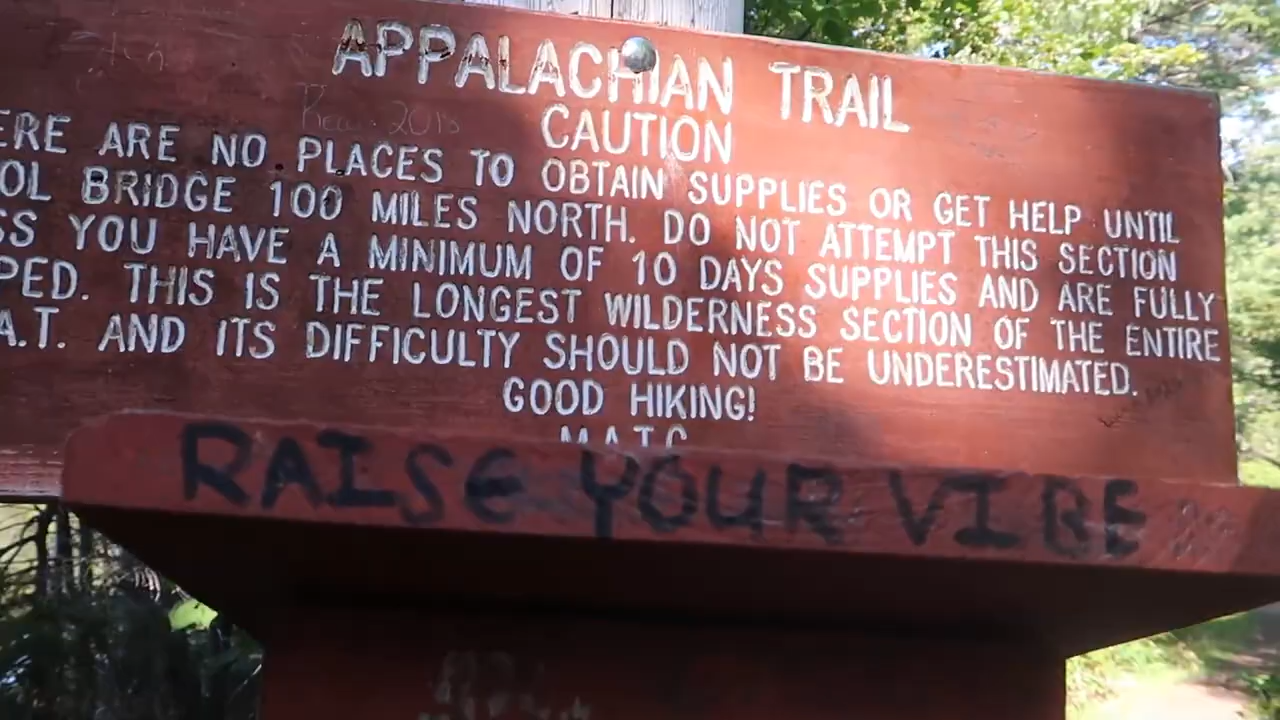 APPALACHIAN TRAIL
CAUTION
ERE ARE NO PLACES TO OBTAIN SUPPLIES OR GET HELP UNTIL
OL BRIDGE 100 MILES NORTH. DO NOT ATTEMPT THIS SECTION
SS YOU HAVE A MINIMUM OF 10 DAYS SUPPLIES AND ARE FULLY
PED. THIS IS THE LONGEST WILDERNESS SECTION OF THE ENTIRE
A.T. AND ITS DIFFICULTY SHOULD NOT BE UNDERESTIMATED.
GOOD HIKING!
M.A.T.C.
RAISE YOUR VIBE